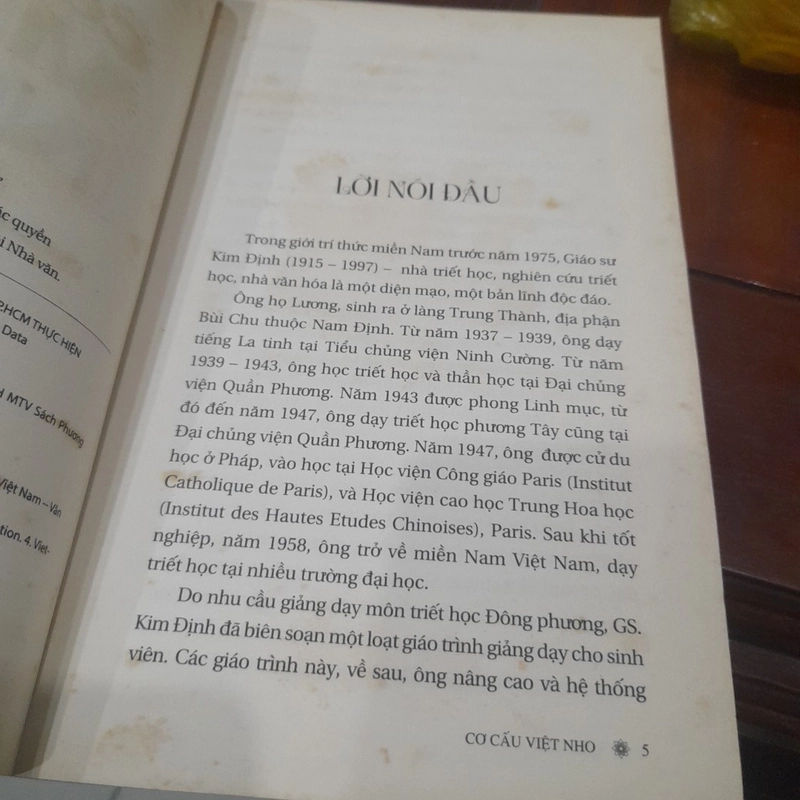 ác quyền
i Nhà văn.
P.HCM THỰC HIỆN
Data
MTV Sách Phương
Việt Nam – Văn
tion. 4. Viet-
LỜI NÓI ĐẦU
Trong giới trí thức miền Nam trước năm 1975, Giáo sư
Kim Định (1915 – 1997) – nhà triết học, nghiên cứu triết
học, nhà văn hóa là một diện mạo, một bản lĩnh độc đáo.
Ông họ Lương, sinh ra ở làng Trung Thành, địa phận
Bùi Chu thuộc Nam Định. Từ năm 1937 – 1939, ông dạy
tiếng La tinh tại Tiểu chủng viện Ninh Cường. Từ năm
1939 – 1943, ông học triết học và thần học tại Đại chủng
viện Quần Phương. Năm 1943 được phong Linh mục, từ
đó đến năm 1947, ông dạy triết học phương Tây cũng tại
Đại chủng viện Quần Phương. Năm 1947, ông được cử du
học ở Pháp, vào học tại Học viện Công giáo Paris (Institut
Catholique de Paris), và Học viện cao học Trung Hoa học
(Institut des Hautes Etudes Chinoises), Paris. Sau khi tốt
nghiệp, năm 1958, ông trở về miền Nam Việt Nam, dạy
triết học tại nhiều trường đại học.
Do nhu cầu giảng dạy môn triết học Đông phương, GS.
Kim Định đã biên soạn một loạt giáo trình giảng dạy cho sinh
viên. Các giáo trình này, về sau, ông nâng cao và hệ thống
CƠ CẤU VIỆT NHO 5